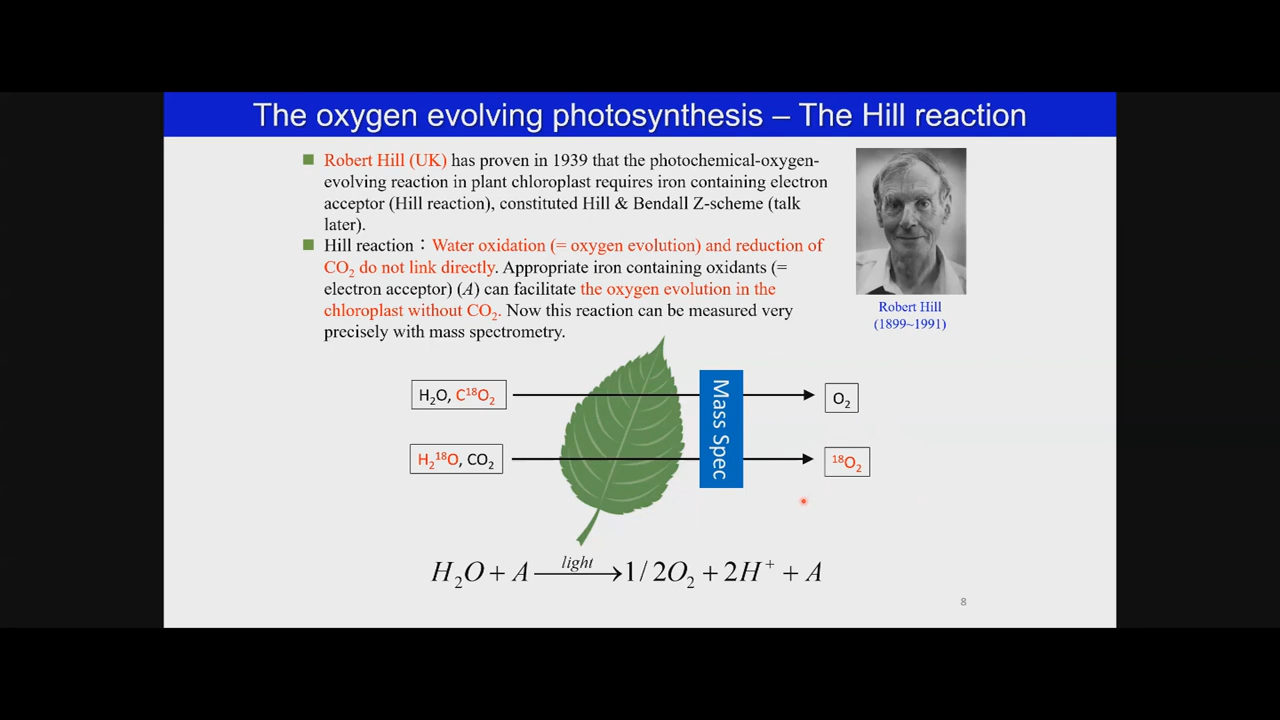 The oxygen evolving photosynthesis – The Hill reaction
Robert Hill (UK) has proven in 1939 that the photochemical-oxygen-
evolving reaction in plant chloroplast requires iron containing electron
acceptor (Hill reaction), constituted Hill & Bendall Z-scheme (talk
later).
Hill reaction：Water oxidation (= oxygen evolution) and reduction of
CO₂ do not link directly. Appropriate iron containing oxidants (=
electron acceptor) (A) can facilitate the oxygen evolution in the
chloroplast without CO₂. Now this reaction can be measured very
precisely with mass spectrometry.
Robert Hill
(1899~1991)
H₂O, C¹⁸O₂
Mass Spec
O₂
H₂¹⁸O, CO₂
¹⁸O₂
H₂O + A light → 1/2O₂ + 2H⁺ + A
8